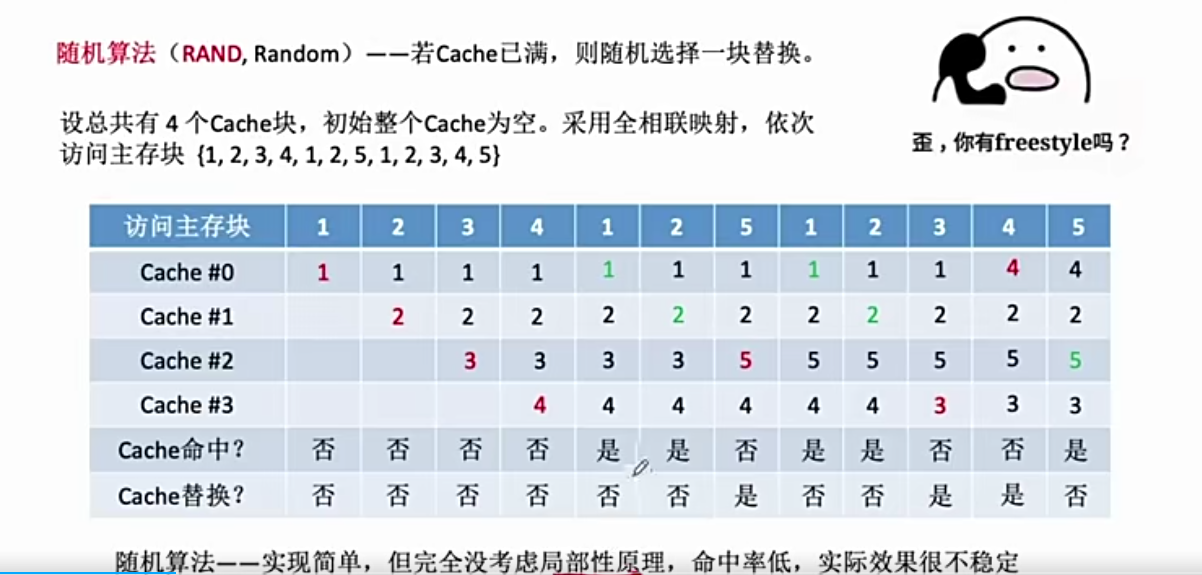 随机算法（RAND, Random）——若Cache已满，则随机选择一块替换。
设总共有 4 个Cache块，初始整个Cache为空。采用全相联映射，依次
访问主存块 {1, 2, 3, 4, 1, 2, 5, 1, 2, 3, 4, 5}
歪，你有freestyle吗？
访问主存块 1 2 3 4 1 2 5 1 2 3 4 5
Cache #0 1 1 1 1 1 1 1 1 1 1 4 4
Cache #1 2 2 2 2 2 2 2 2 2 2 2
Cache #2 3 3 3 3 5 5 5 5 5 5
Cache #3 4 4 4 4 4 4 3 3 3
Cache命中? 否 否 否 否 是 是 否 是 是 否 否 是
Cache替换? 否 否 否 否 否 否 是 否 否 是 是 否
随机算法——实现简单，但完全没考虑局部性原理，命中率低，实际效果很不稳定